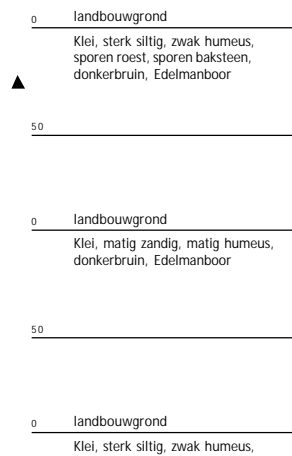 0 landbouwgrond
Klei, sterk siltig, zwak humeus,
sporen roest, sporen baksteen,
donkerbruin, Edelmanboor
50
0 landbouwgrond
Klei, matig zandig, matig humeus,
donkerbruin, Edelmanboor
50
0 landbouwgrond
Klei, sterk siltig, zwak humeus,